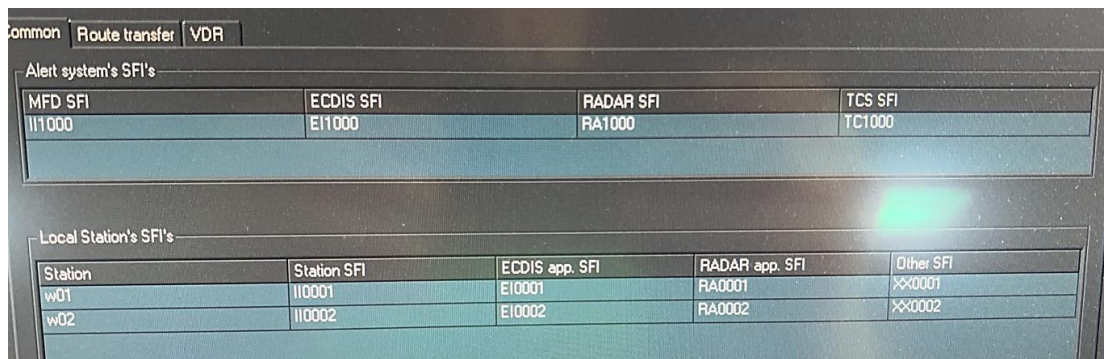 Common Route transfer VDR
Alert system's SFI's
MFD SFI ECDIS SFI RADAR SFI TCS SFI
II1000 EI1000 RA1000 TC1000
Local Station's SFI's
Station Station SFI ECDIS app. SFI RADAR app. SFI Other SFI
w01 II0001 EI0001 RA0001 XX0001
w02 II0002 EI0002 RA0002 XX0002